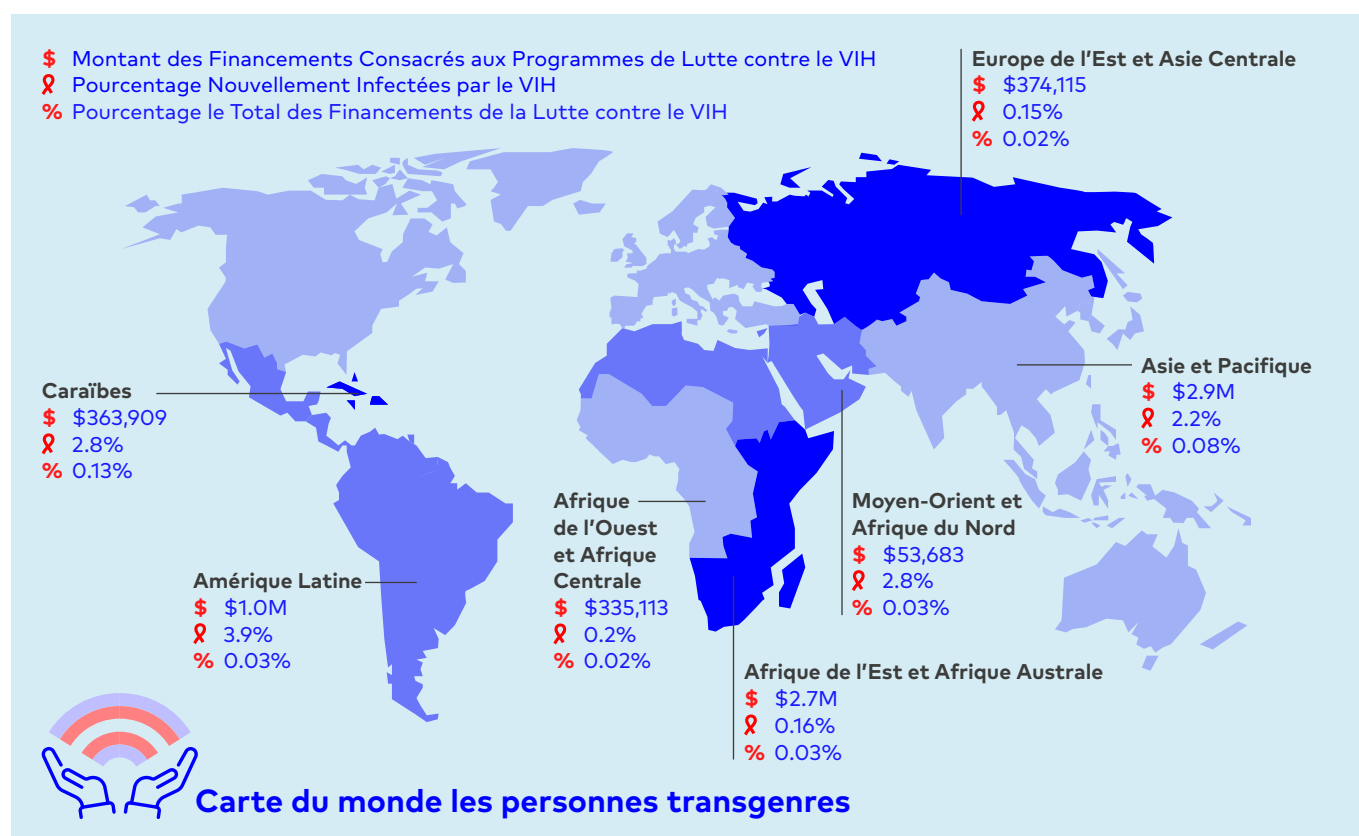 $ Montant des Financements Consacrés aux Programmes de Lutte contre le VIH
Pourcentage Nouvellement Infectées par le VIH
% Pourcentage le Total des Financements de la Lutte contre le VIH
Europe de l’Est et Asie Centrale
$ $374,115
0.15%
% 0.02%
Caraïbes
$ $363,909
2.8%
% 0.13%
Asie et Pacifique
$ $2.9M
2.2%
% 0.08%
Amérique Latine
$ $1.0M
3.9%
% 0.03%
Afrique
de l’Ouest
et Afrique
Centrale
$ $335,113
0.2%
% 0.02%
Moyen-Orient et
Afrique du Nord
$ $53,683
2.8%
% 0.03%
Afrique de l’Est et Afrique Australe
$ $2.7M
0.16%
% 0.03%
Carte du monde les personnes transgenres